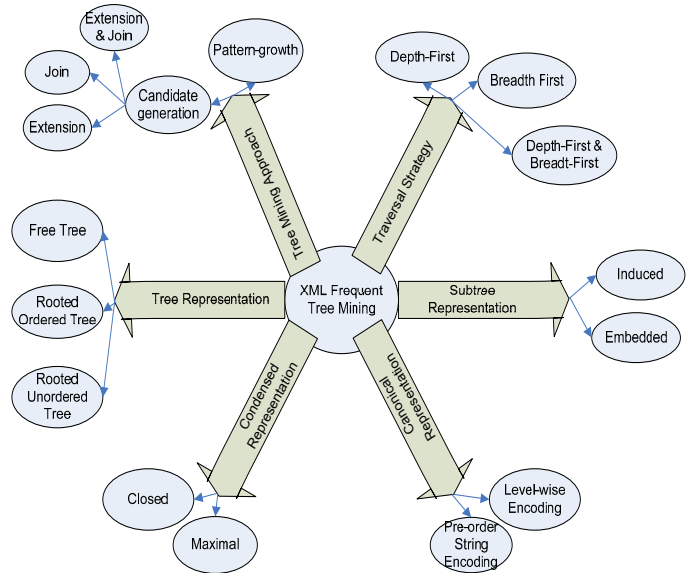 Extension
& Join
Pattern-growth
Join
Candidate
generation
Extension
Depth-First
Breadth First
Depth-First &
Breadt-First
Tree Mining Approach
Traversal Strategy
Free Tree
Rooted
Ordered Tree
Rooted
Unordered
Tree
Tree Representation
XML Frequent
Tree Mining
Subtree
Representation
Induced
Embedded
Condensed
Representation
Canonical
Representation
Closed
Maximal
Level-wise
Encoding
Pre-order
String
Encoding